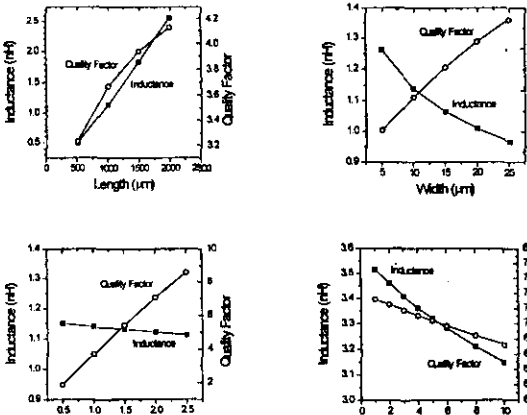 2.5
2.0
1.5
1.0
0.5
Inductance (nH)
Quality Factor
Inductance
4.2
4.0
3.8
3.6
3.4
3.2
Quality Factor
0 500 1000 1500 2000 2500
Length (μm)
1.4
1.3
1.2
1.1
1.0
0.9
Inductance (nH)
Quality Factor
Inductance
5 10 15 20 25
Width (μm)
1.4
1.3
1.2
1.1
1.0
0.9
Inductance (nH)
Quality Factor
Inductance
10
8
6
4
2
Quality Factor
0.5 1.0 1.5 2.0 2.5
3.6
3.5
3.4
3.3
3.2
3.1
3.0
Inductance (nH)
Inductance
Quality Factor
0 2 4 6 8 10